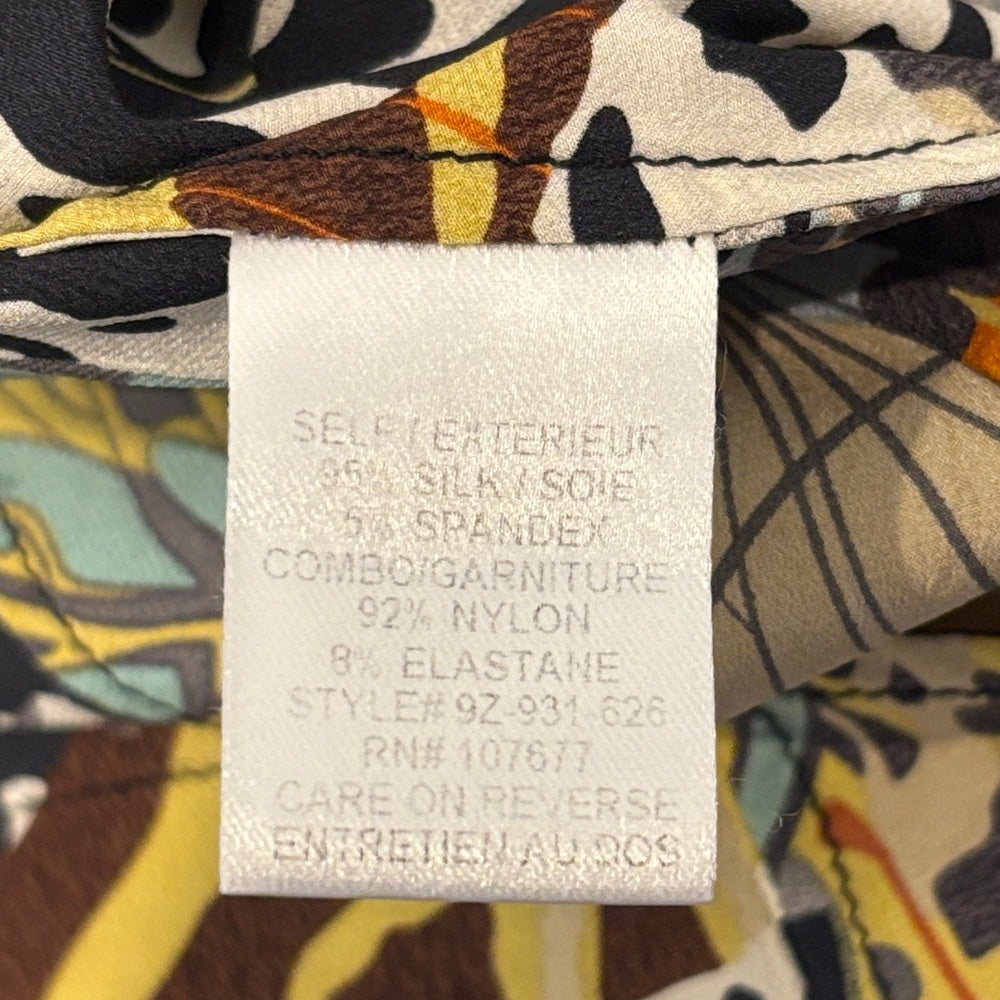 SELF / EXTERIEUR
95% SILK / SOIE
5% SPANDEX
COMBO/GARNITURE
92% NYLON
8% ELASTANE
STYLE# 9Z-931-626
RN# 107677
CARE ON REVERSE
ENTRETIEN AU DOS